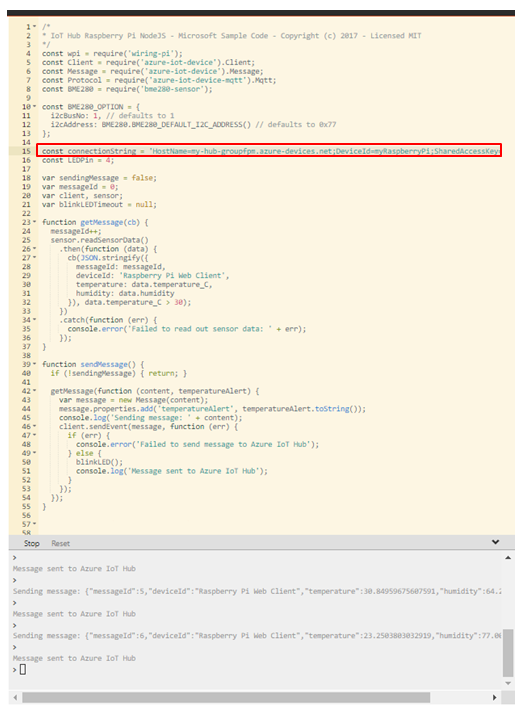 1 /*
2 * IoT Hub Raspberry Pi NodeJS - Microsoft Sample Code - Copyright (c) 2017 - Licensed MIT
3 */
4 const wpi = require('wiring-pi');
5 const Client = require('azure-iot-device').Client;
6 const Message = require('azure-iot-device').Message;
7 const Protocol = require('azure-iot-device-mqtt').Mqtt;
8 const BME280 = require('bme280-sensor');
9
10 const BME280_OPTION = {
11 i2cBusNo: 1, // defaults to 1
12 i2cAddress: BME280.BME280_DEFAULT_I2C_ADDRESS() // defaults to 0x77
13 };
14
15 const connectionString = 'HostName=my-hub-groupfpm.azure-devices.net;DeviceId=myRaspberryPi;SharedAccessKey=
16 const LEDPin = 4;
17
18 var sendingMessage = false;
19 var messageId = 0;
20 var client, sensor;
21 var blinkLEDTimeout = null;
22
23 function getMessage(cb) {
24 messageId++;
25 sensor.readSensorData()
26 .then(function (data) {
27 cb(JSON.stringify({
28 messageId: messageId,
29 deviceId: 'Raspberry Pi Web Client',
30 temperature: data.temperature_C,
31 humidity: data.humidity
32 }), data.temperature_C > 30);
33 })
34 .catch(function (err) {
35 console.error('Failed to read out sensor data: ' + err);
36 });
37 }
38
39 function sendMessage() {
40 if (!sendingMessage) { return; }
41
42 getMessage(function (content, temperatureAlert) {
43 var message = new Message(content);
44 message.properties.add('temperatureAlert', temperatureAlert.toString());
45 console.log('Sending message: ' + content);
46 client.sendEvent(message, function (err) {
47 if (err) {
48 console.error('Failed to send message to Azure IoT Hub');
49 } else {
50 blinkLED();
51 console.log('Message sent to Azure IoT Hub');
52 }
53 });
54 });
55 }
56
57
58
Stop Reset
>
Message sent to Azure IoT Hub
>
Sending message: {"messageId":5,"deviceId":"Raspberry Pi Web Client","temperature":30.84959675607591,"humidity":64.2
>
Message sent to Azure IoT Hub
>
Sending message: {"messageId":6,"deviceId":"Raspberry Pi Web Client","temperature":23.2503803032919,"humidity":77.06
>
Message sent to Azure IoT Hub
>